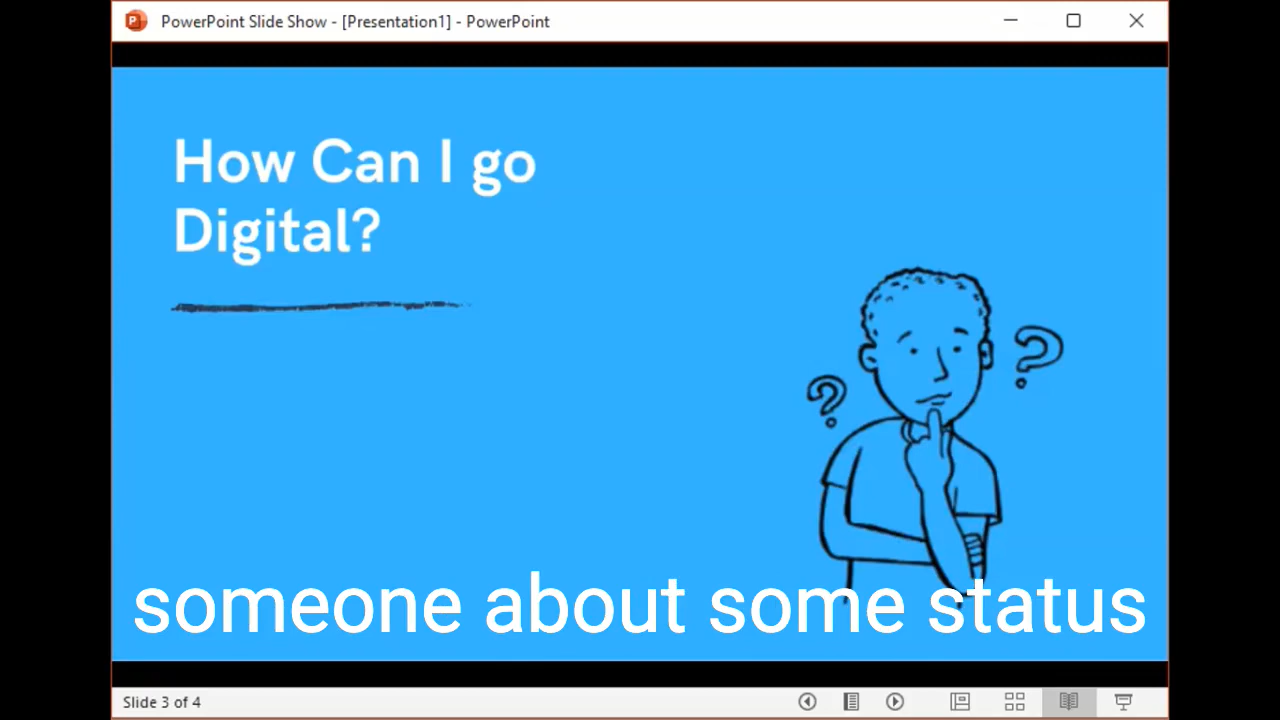 PowerPoint Slide Show - [Presentation1] - PowerPoint
How Can I go
Digital?
someone about some status
Slide 3 of 4